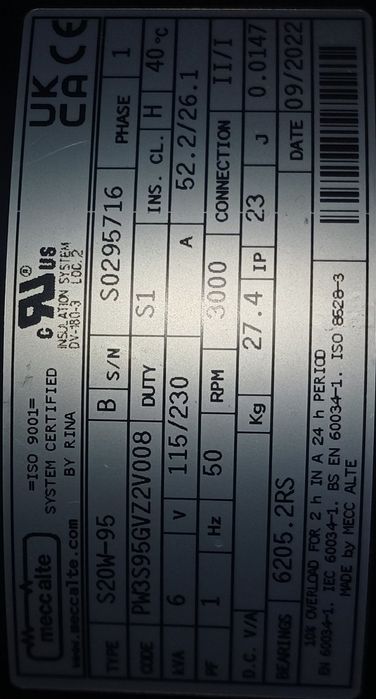 meccalte
www.meccalte.com
=ISO 9001=
SYSTEM CERTIFIED
BY RINA
c RU ® US
INSULATION SYSTEM
DV-180-3 LOC.2
UK CA CE
TYPE S20W-95 B S/N S0295716 PHASE 1
CODE PW3S95GVZ2V008 DUTY S1 INS. CL. H 40°C
kVA 6 V 115/230 A 52.2/26.1
PF 1 Hz 50 RPM 3000 CONNECTION II/I
D.C. V/A Kg 27.4 IP 23 J 0.0147
BEARINGS 6205.2RS DATE 09/2022
10% OVERLOAD FOR 2 h IN A 24 h PERIOD
EN 60034-1. IEC 60034-1. BS EN 60034-1. ISO 8528-3
MADE by MECC ALTE